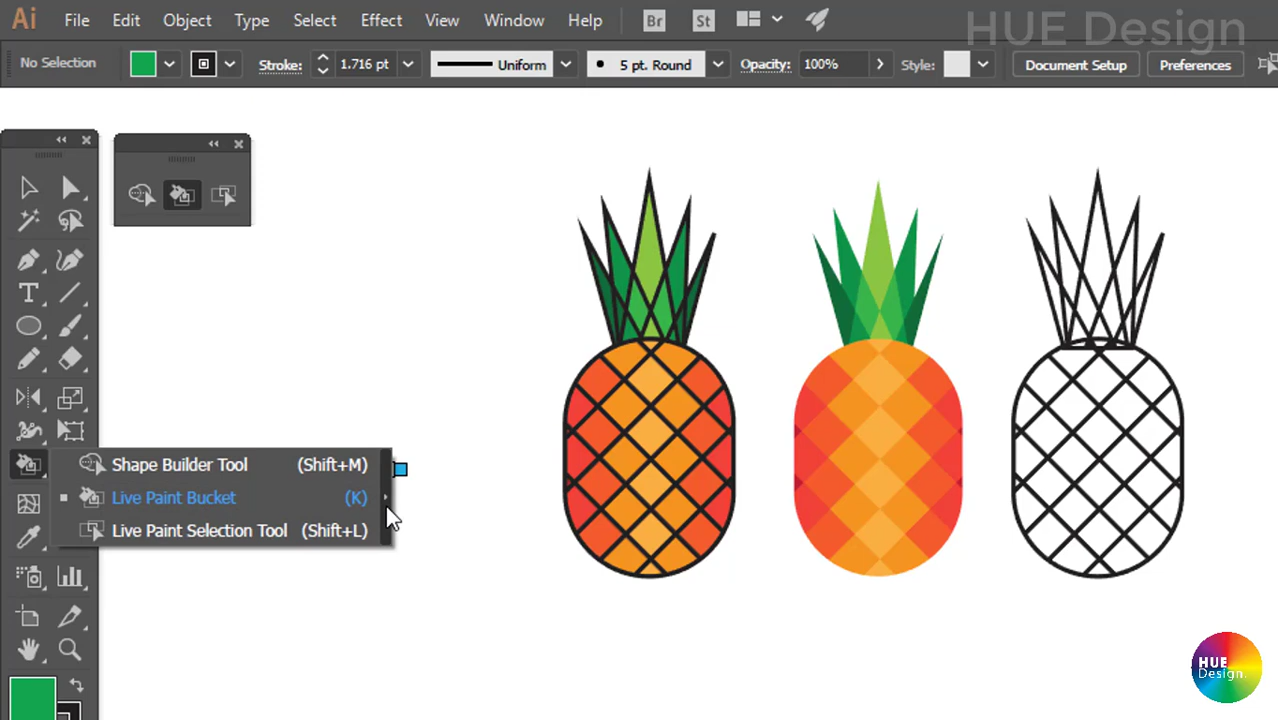 Ai File Edit Object Type Select Effect View Window Help Br St
HUE Design
No Selection Stroke: 1.716 pt Uniform 5 pt. Round Opacity: 100% Style: Document Setup Preferences
T
Shape Builder Tool (Shift+M)
Live Paint Bucket (K)
Live Paint Selection Tool (Shift+L)
HUE
Design.